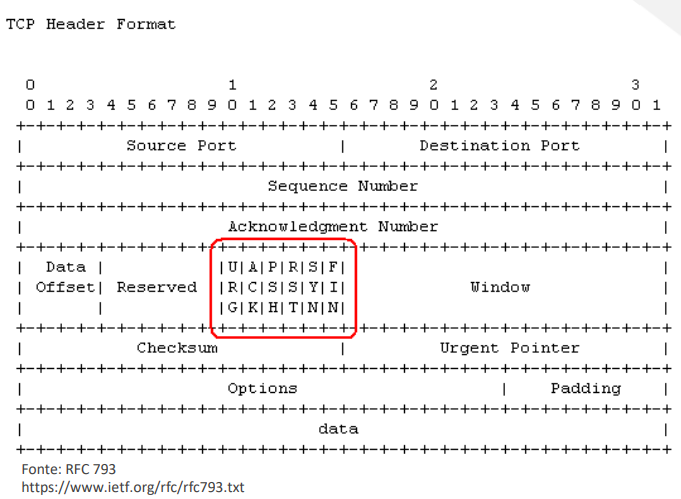 TCP Header Format
0                   1                   2                   3
0 1 2 3 4 5 6 7 8 9 0 1 2 3 4 5 6 7 8 9 0 1 2 3 4 5 6 7 8 9 0 1
+-+-+-+-+-+-+-+-+-+-+-+-+-+-+-+-+-+-+-+-+-+-+-+-+-+-+-+-+-+-+-+-+
|          Source Port          |       Destination Port        |
+-+-+-+-+-+-+-+-+-+-+-+-+-+-+-+-+-+-+-+-+-+-+-+-+-+-+-+-+-+-+-+-+
|                        Sequence Number                        |
+-+-+-+-+-+-+-+-+-+-+-+-+-+-+-+-+-+-+-+-+-+-+-+-+-+-+-+-+-+-+-+-+
|                    Acknowledgment Number                      |
+-+-+-+-+-+-+-+-+-+-+-+-+-+-+-+-+-+-+-+-+-+-+-+-+-+-+-+-+-+-+-+-+
|  Data |           |U|A|P|R|S|F|                               |
| Offset| Reserved  |R|C|S|S|Y|I|            Window             |
|       |           |G|K|H|T|N|N|                               |
+-+-+-+-+-+-+-+-+-+-+-+-+-+-+-+-+-+-+-+-+-+-+-+-+-+-+-+-+-+-+-+-+
|           Checksum            |         Urgent Pointer        |
+-+-+-+-+-+-+-+-+-+-+-+-+-+-+-+-+-+-+-+-+-+-+-+-+-+-+-+-+-+-+-+-+
|                    Options                    |    Padding    |
+-+-+-+-+-+-+-+-+-+-+-+-+-+-+-+-+-+-+-+-+-+-+-+-+-+-+-+-+-+-+-+-+
|                             data                              |
+-+-+-+-+-+-+-+-+-+-+-+-+-+-+-+-+-+-+-+-+-+-+-+-+-+-+-+-+-+-+-+-+
Fonte: RFC 793
https://www.ietf.org/rfc/rfc793.txt